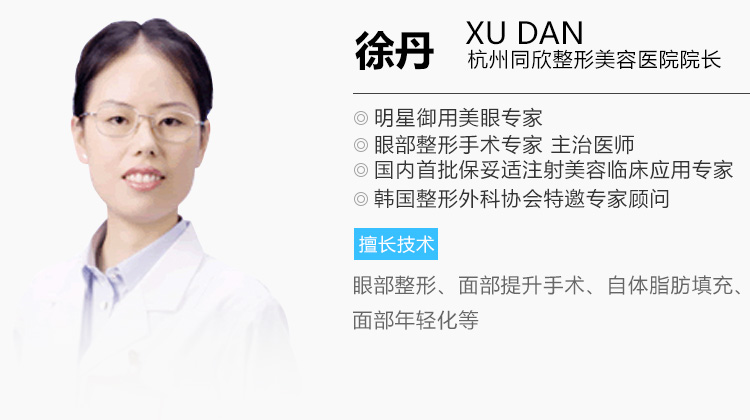 徐丹
XU DAN
杭州同欣整形美容医院院长
◎ 明星御用美眼专家
◎ 眼部整形手术专家 主治医师
◎ 国内首批保妥适注射美容临床应用专家
◎ 韩国整形外科协会特邀专家顾问
擅长技术
眼部整形、面部提升手术、自体脂肪填充、
面部年轻化等